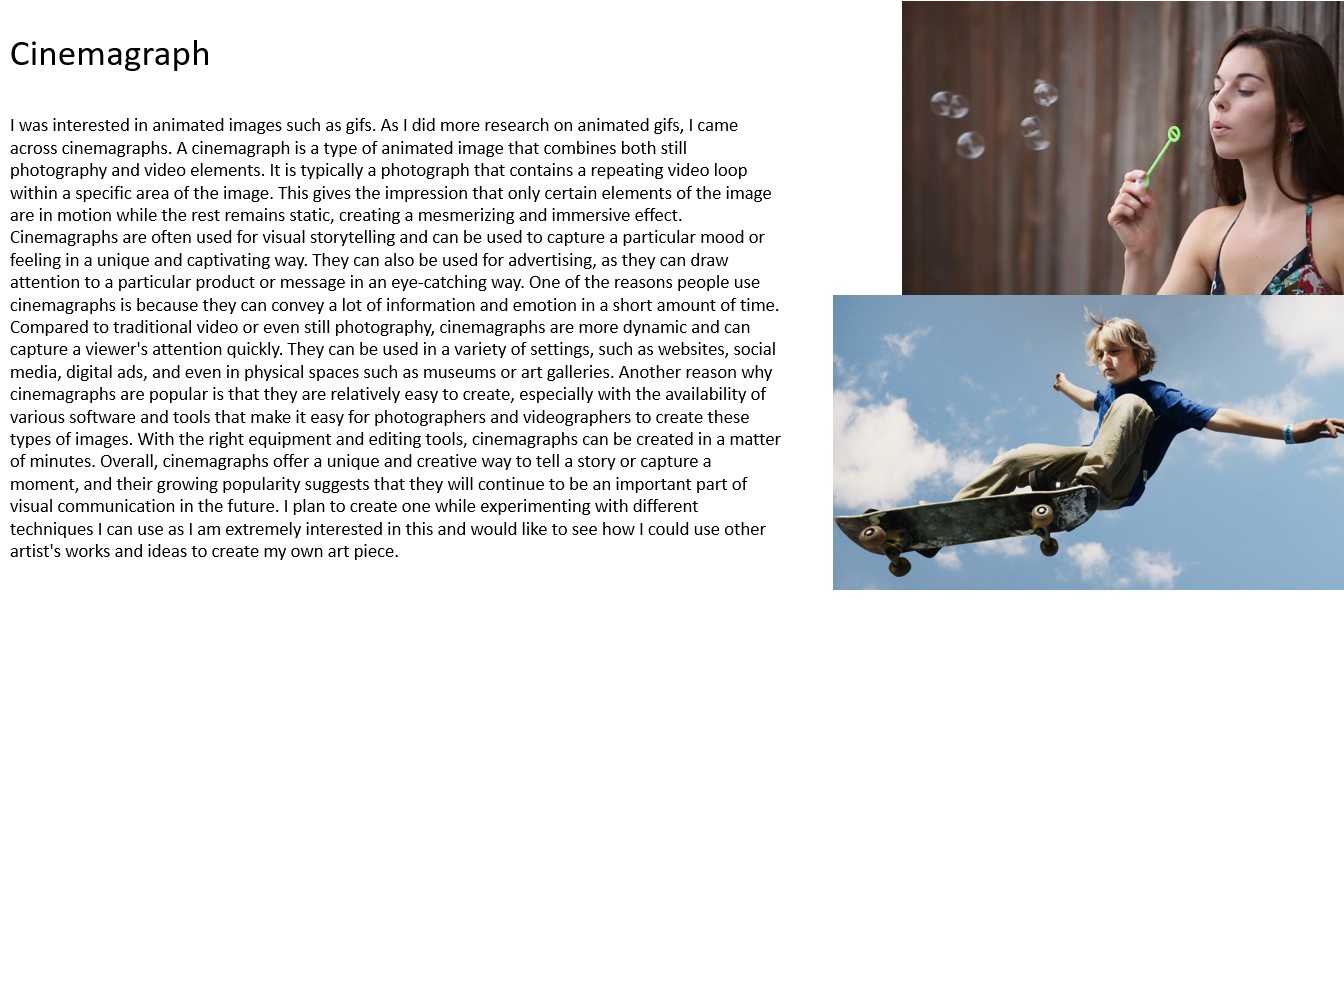 Cinemagraph
I was interested in animated images such as gifs. As I did more research on animated gifs, I came
across cinemagraphs. A cinemagraph is a type of animated image that combines both still
photography and video elements. It is typically a photograph that contains a repeating video loop
within a specific area of the image. This gives the impression that only certain elements of the image
are in motion while the rest remains static, creating a mesmerizing and immersive effect.
Cinemagraphs are often used for visual storytelling and can be used to capture a particular mood or
feeling in a unique and captivating way. They can also be used for advertising, as they can draw
attention to a particular product or message in an eye-catching way. One of the reasons people use
cinemagraphs is because they can convey a lot of information and emotion in a short amount of time.
Compared to traditional video or even still photography, cinemagraphs are more dynamic and can
capture a viewer's attention quickly. They can be used in a variety of settings, such as websites, social
media, digital ads, and even in physical spaces such as museums or art galleries. Another reason why
cinemagraphs are popular is that they are relatively easy to create, especially with the availability of
various software and tools that make it easy for photographers and videographers to create these
types of images. With the right equipment and editing tools, cinemagraphs can be created in a matter
of minutes. Overall, cinemagraphs offer a unique and creative way to tell a story or capture a
moment, and their growing popularity suggests that they will continue to be an important part of
visual communication in the future. I plan to create one while experimenting with different
techniques I can use as I am extremely interested in this and would like to see how I could use other
artist's works and ideas to create my own art piece.